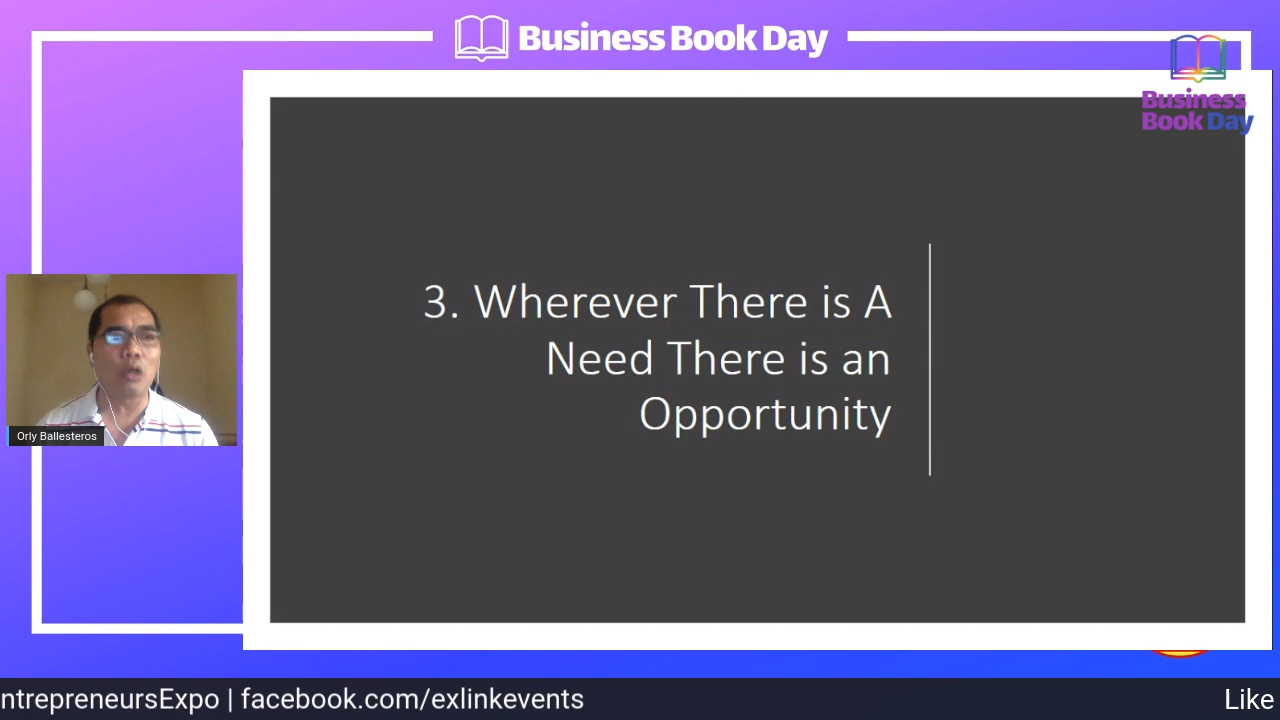 Business Book Day
Business
Book Day
3. Wherever There is A
Need There is an
Opportunity
Orly Ballesteros
ntrepreneursExpo | facebook.com/exlinkevents
Like